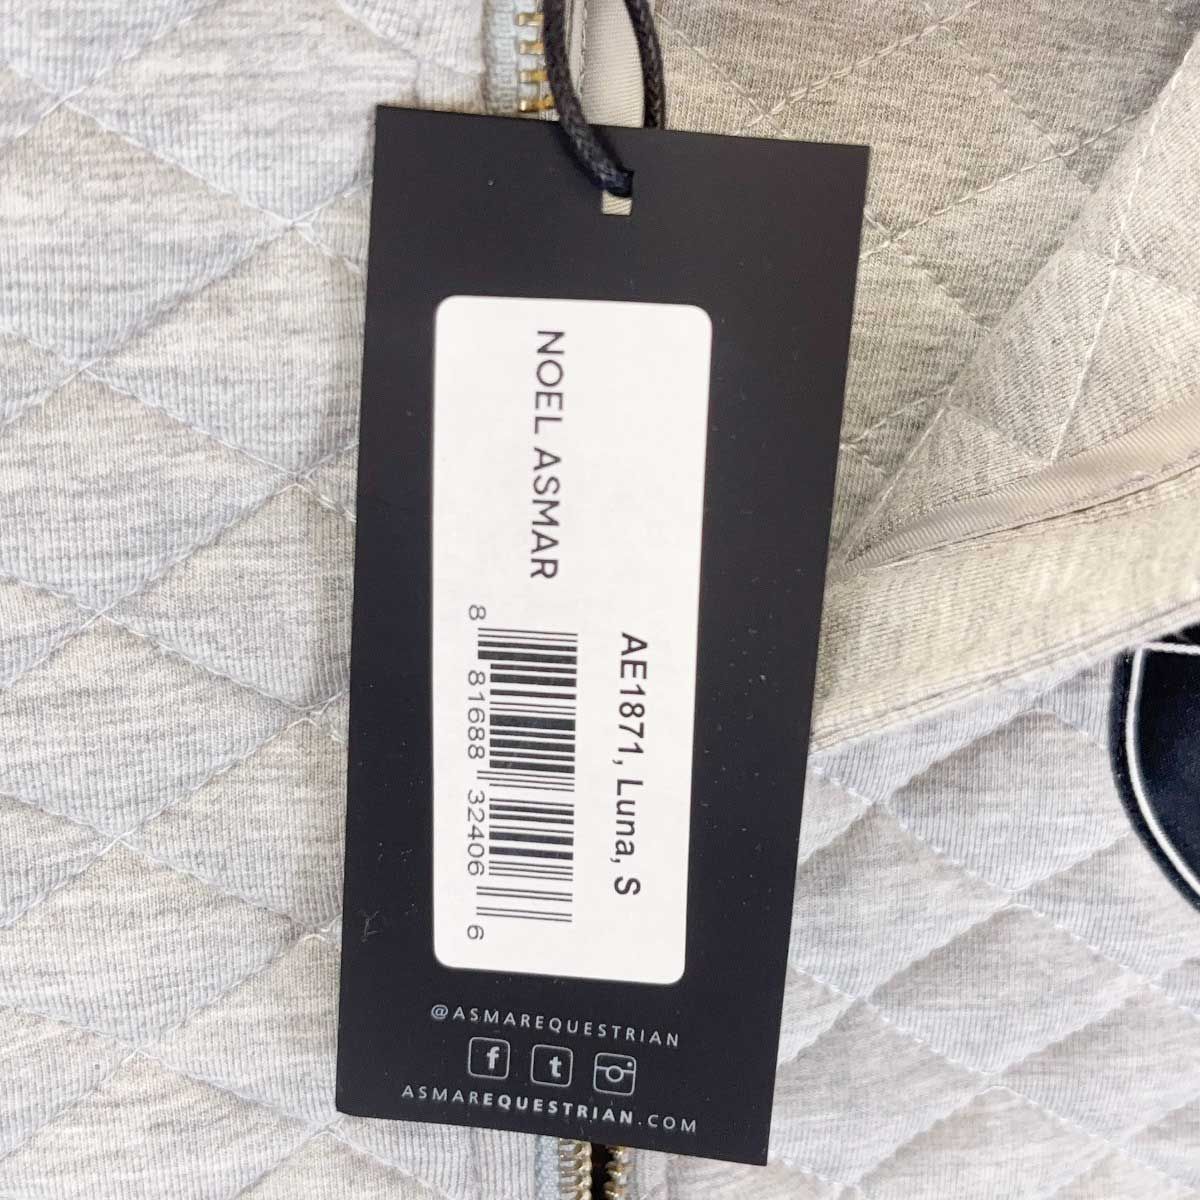 NOEL ASMAR
AE1871, Luna, S
8 81688 32406 6
@ASMAREQUESTRIAN
f t
ASMAREQUESTRIAN.COM